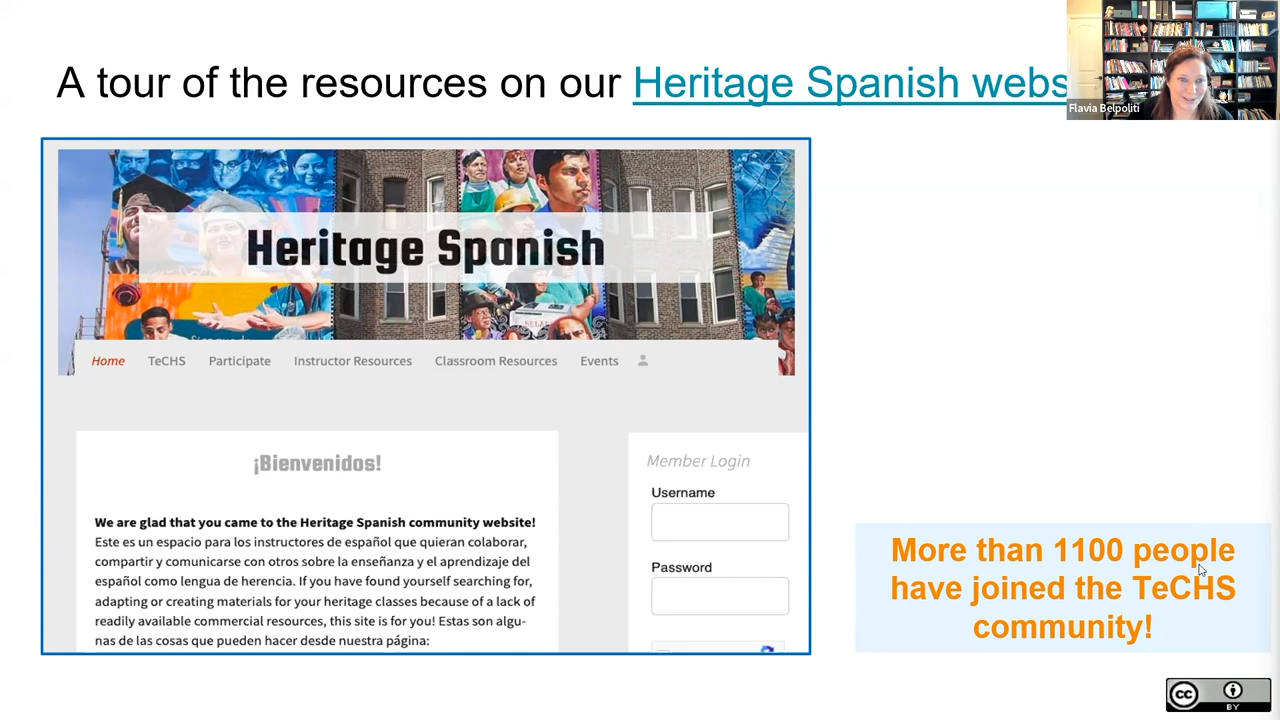 A tour of the resources on our Heritage Spanish webs
Flavia Belpoliti
Heritage Spanish
Home TeCHS Participate Instructor Resources Classroom Resources Events
¡Bienvenidos!
We are glad that you came to the Heritage Spanish community website!
Este es un espacio para los instructores de español que quieran colaborar,
compartir y comunicarse con otros sobre la enseñanza y el aprendizaje del
español como lengua de herencia. If you have found yourself searching for,
adapting or creating materials for your heritage classes because of a lack of
readily available commercial resources, this site is for you! Estas son algu-
nas de las cosas que pueden hacer desde nuestra página:
Member Login
Username
Password
More than 1100 people
have joined the TeCHS
community!
cc
BY